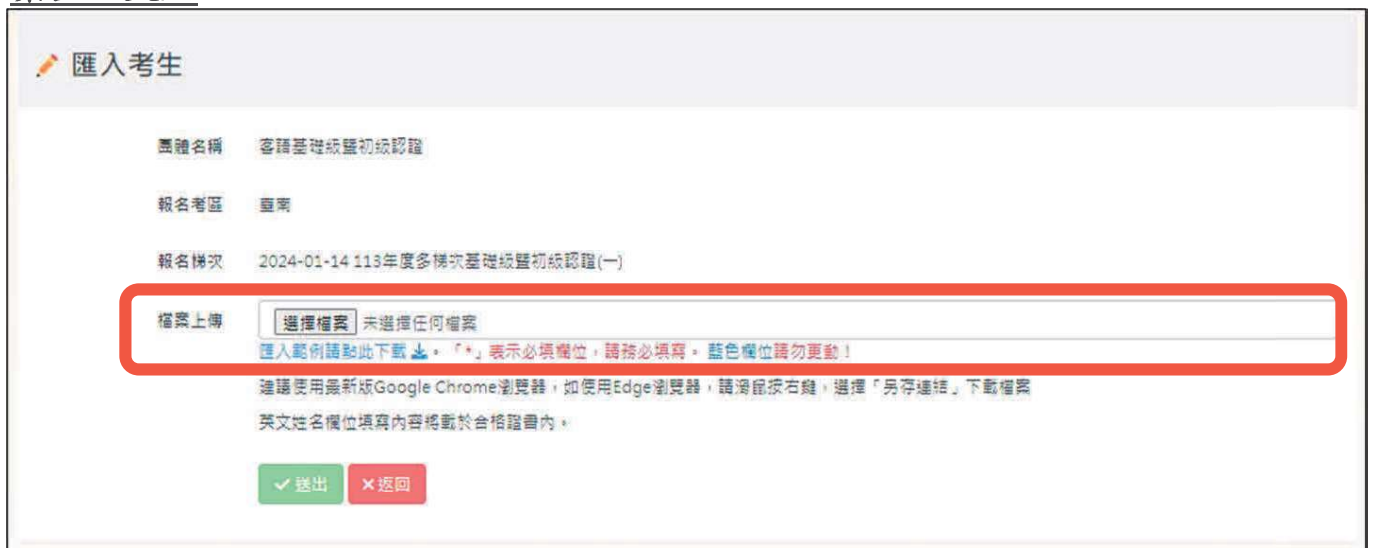 匯入考生
團體名稱 客語基礎級暨初級認證
報名考區 臺南
報名梯次 2024-01-14 113年度多梯次基礎級暨初級認證(一)
檔案上傳 選擇檔案 未選擇任何檔案
匯入範例請點此下載。「*」表示必填欄位，請務必填寫。藍色欄位請勿更動！
建議使用最新版Google Chrome瀏覽器，如使用Edge瀏覽器，請滑鼠按右鍵，選擇「另存連結」下載檔案
英文姓名欄位填寫內容將載於合格證書內。
送出 返回